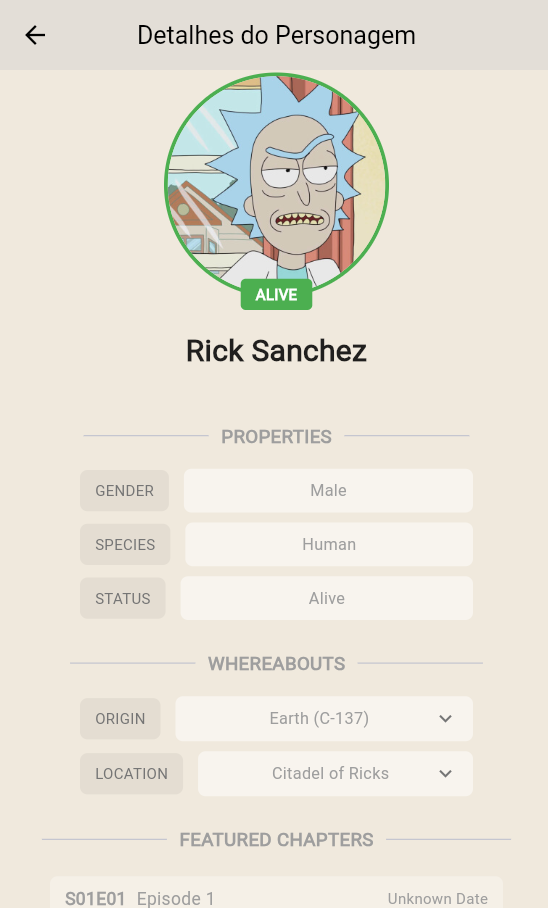 Detalhes do Personagem
ALIVE
Rick Sanchez
PROPERTIES
GENDER Male
SPECIES Human
STATUS Alive
WHEREABOUTS
ORIGIN Earth (C-137)
LOCATION Citadel of Ricks
FEATURED CHAPTERS
S01E01 Episode 1 Unknown Date